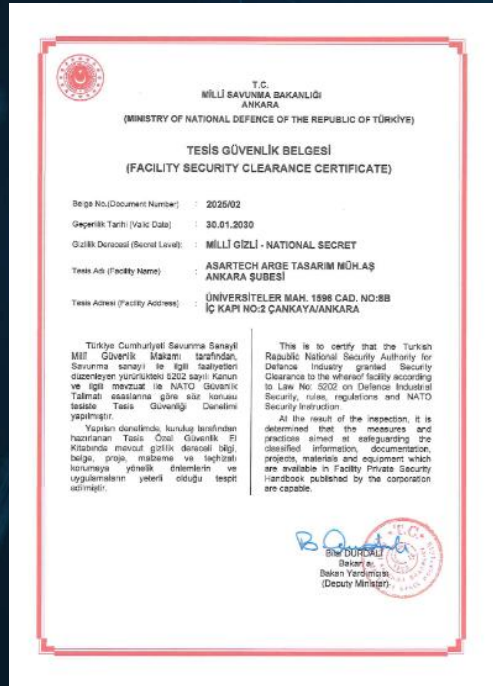 T.C.
MİLLÎ SAVUNMA BAKANLIĞI
ANKARA
(MINISTRY OF NATIONAL DEFENCE OF THE REPUBLIC OF TÜRKİYE)
TESİS GÜVENLİK BELGESİ
(FACILITY SECURITY CLEARANCE CERTIFICATE)
Belge No.(Document Number) : 2025/02
Geçerlilik Tarihi (Valid Date) : 30.01.2030
Gizlilik Derecesi (Secret Level) : MİLLÎ GİZLİ - NATIONAL SECRET
Tesis Adı (Facility Name) : ASARTECH ARGE TASARIM MÜH.AŞ
ANKARA ŞUBESİ
Tesis Adresi (Facility Address) : ÜNİVERSİTELER MAH. 1596 CAD. NO:8B
İÇ KAPI NO:2 ÇANKAYA/ANKARA
Türkiye Cumhuriyeti Savunma Sanayii
Millî Güvenlik Makamı tarafından,
Savunma sanayii ile ilgili faaliyetleri
düzenleyen yürürlükteki 5202 sayılı Kanun
ve ilgili mevzuat ile NATO Güvenlik
Talimatı esaslarına göre söz konusu
tesiste Tesis Güvenliği Denetimi
yapılmıştır.
Yapılan denetimde, kuruluş tarafından
hazırlanan Tesis Özel Güvenlik El
Kitabında mevcut gizlilik dereceli bilgi,
belge, proje, malzeme ve teçhizatı
korumaya yönelik önlemlerin ve
uygulamaların yeterli olduğu tespit
edilmiştir.
This is to certify that the Turkish
Republic National Security Authority for
Defence Industry granted Security
Clearance to the whereof facility according
to Law No: 5202 on Defence Industrial
Security, rules, regulations and NATO
Security Instruction.
At the result of the inspection, it is
determined that the measures and
practices aimed at safeguarding the
classified information, documentation,
projects, materials and equipment which
are available in Facility Private Security
Handbook published by the corporation
are capable.
DURDALI
Bakan a.
Bakan Yardımcısı
(Deputy Minister)